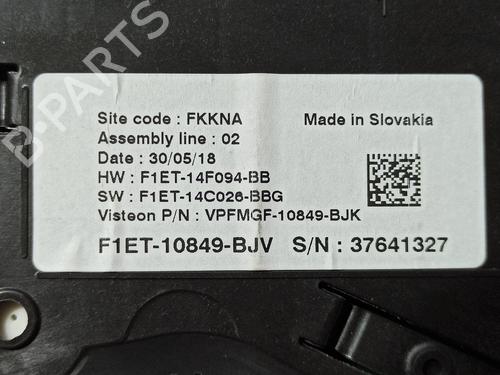 Site code : FKKNA
Made in Slovakia
Assembly line : 02
Date : 30/05/18
HW : F1ET-14F094-BB
SW : F1ET-14C026-BBG
Visteon P/N : VPFMGF-10849-BJK
F1ET-10849-BJV S/N : 37641327